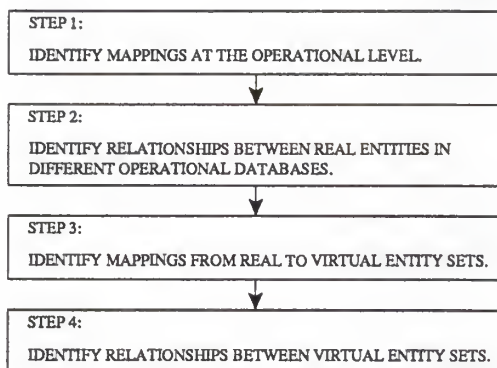 STEP 1:
IDENTIFY MAPPINGS AT THE OPERATIONAL LEVEL.
STEP 2:
IDENTIFY RELATIONSHIPS BETWEEN REAL ENTITIES IN
DIFFERENT OPERATIONAL DATABASES.
STEP 3:
IDENTIFY MAPPINGS FROM REAL TO VIRTUAL ENTITY SETS.
STEP 4:
IDENTIFY RELATIONSHIPS BETWEEN VIRTUAL ENTITY SETS.